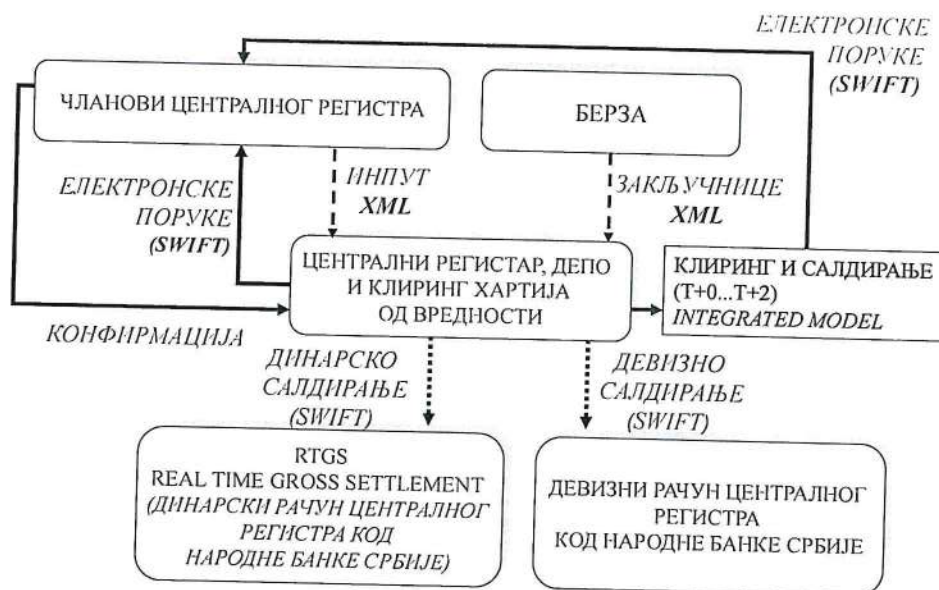 ЕЛЕКТРОНСКЕ
ПОРУКЕ
(SWIFT)
ЧЛАНОВИ ЦЕНТРАЛНОГ РЕГИСТРА
БЕРЗА
ЕЛЕКТРОНСКЕ
ПОРУКЕ
(SWIFT)
ИНПУТ
XML
ЗАКЉУЧНИЦЕ
XML
ЦЕНТРАЛНИ РЕГИСТАР, ДЕПО
И КЛИРИНГ ХАРТИЈА
ОД ВРЕДНОСТИ
КЛИРИНГ И САЛДИРАЊЕ
(Т+0...Т+2)
INTEGRATED MODEL
КОНФИРМАЦИЈА
ДИНАРСКО
САЛДИРАЊЕ
(SWIFT)
ДЕВИЗНО
САЛДИРАЊЕ
(SWIFT)
RTGS
REAL TIME GROSS SETTLEMENT
(ДИНАРСКИ РАЧУН ЦЕНТРАЛНОГ
РЕГИСТРА КОД
НАРОДНЕ БАНКЕ СРБИЈЕ)
ДЕВИЗНИ РАЧУН ЦЕНТРАЛНОГ
РЕГИСТРА
КОД НАРОДНЕ БАНКЕ СРБИЈЕ